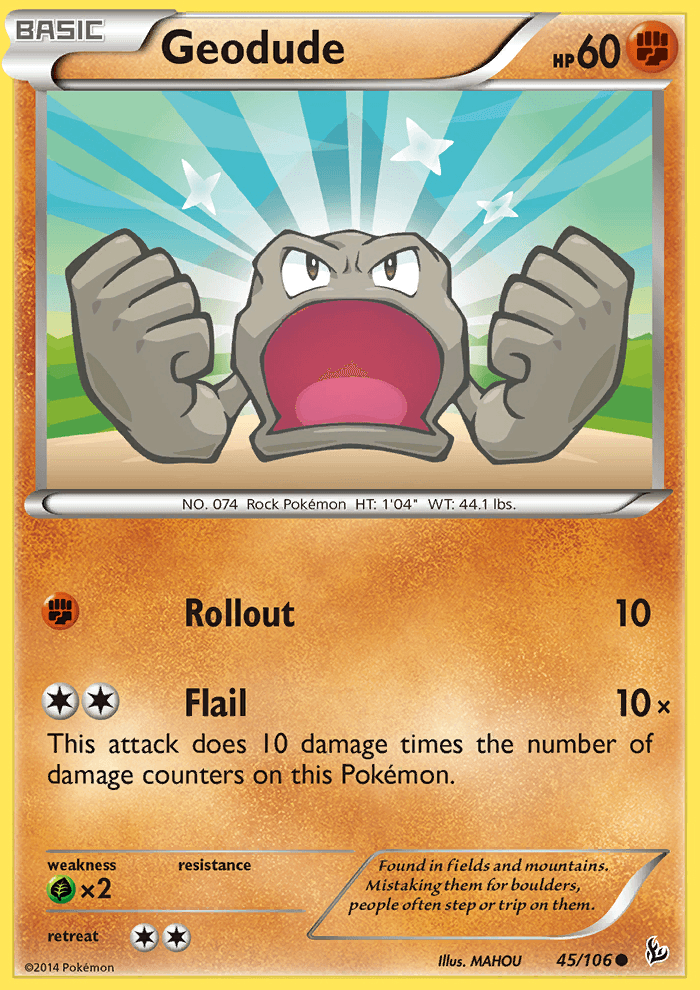 BASIC
Geodude
HP60
NO. 074 Rock Pokémon HT: 1'04" WT: 44.1 lbs.
Rollout 10
Flail 10×
This attack does 10 damage times the number of
damage counters on this Pokémon.
weakness resistance
×2
retreat
Found in fields and mountains.
Mistaking them for boulders,
people often step or trip on them.
Illus. MAHOU 45/106
©2014 Pokémon